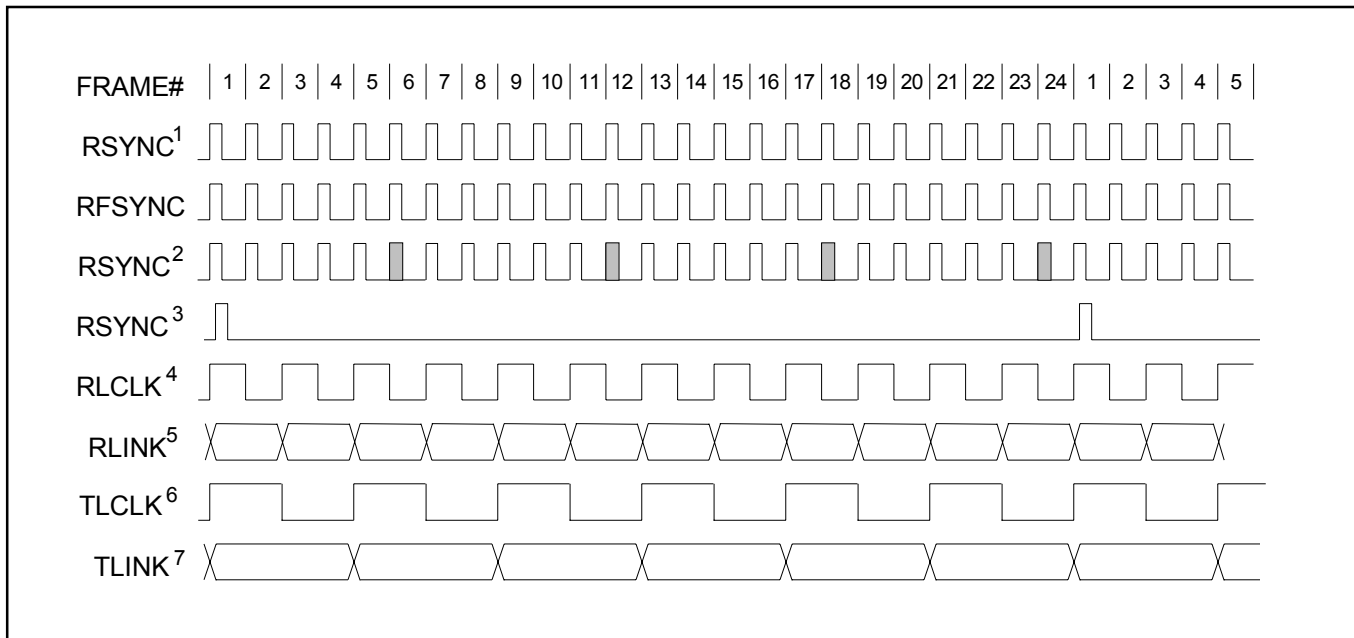 FRAME# 1 2 3 4 5 6 7 8 9 10 11 12 13 14 15 16 17 18 19 20 21 22 23 24 1 2 3 4 5
RSYNC1
RFSYNC
RSYNC2
RSYNC3
RLCLK4
RLINK5
TLCLK6
TLINK7